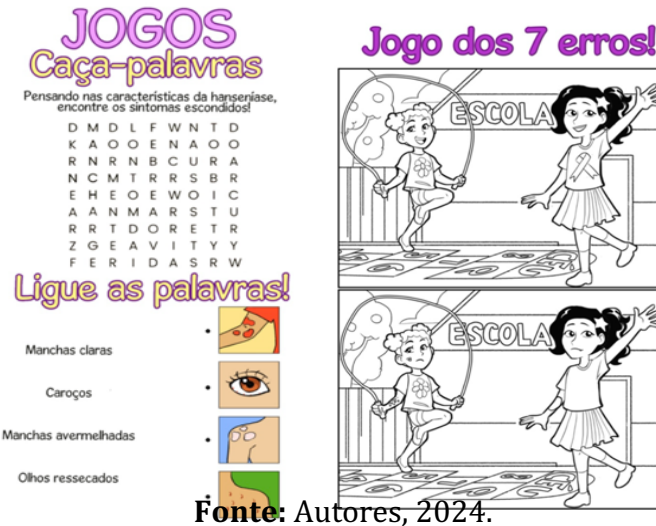 JOGOS
Caça-palavras
Pensando nas características da hanseníase,
encontre os sintomas escondidos!
D M D L F W N T D
K A O O E N A O O
R N R N B C U R A
N C M T R R S B R
E H E O E W O I C
A A N M A R S T U
R R T D O R E T R
Z G E A V I T Y Y
F E R I D A S R W
Ligue as palavras!
Manchas claras
Caroços
Manchas avermelhadas
Olhos ressecados
Jogo dos 7 erros!
ESCOLA
ESCOLA
Fonte: Autores, 2024.